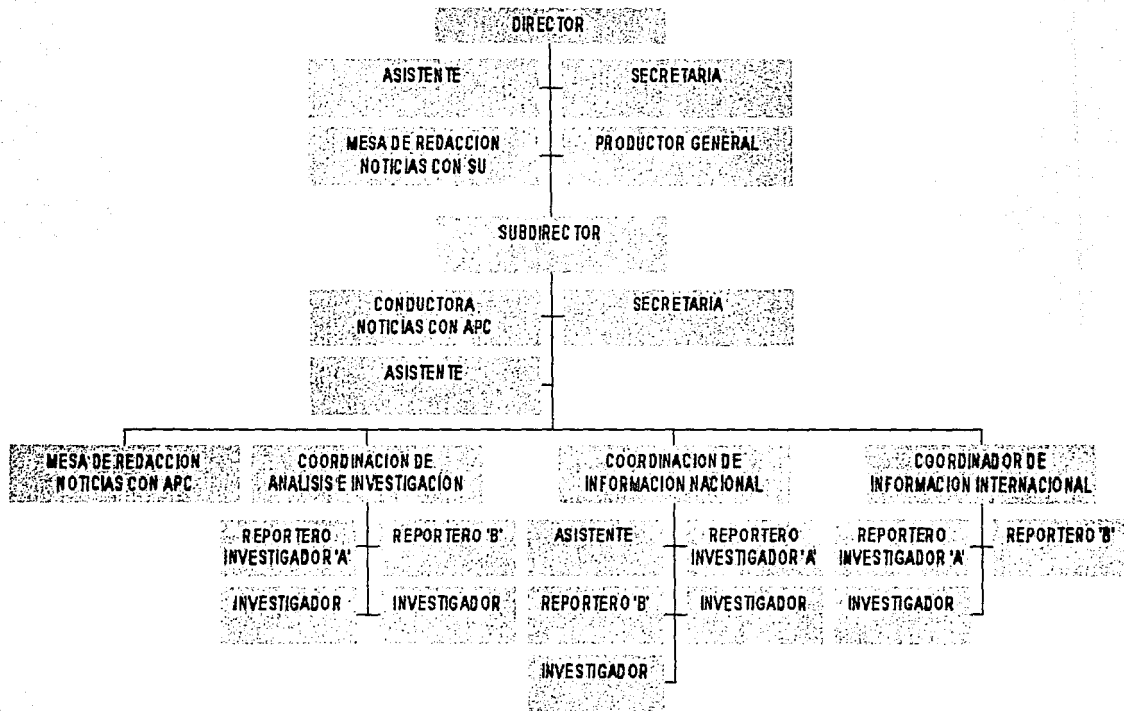 DIRECTOR
ASISTENTE
SECRETARIA
MESA DE REDACCION
NOTICIAS CON SU
PRODUCTOR GENERAL
SUBDIRECTOR
CONDUCTORA
NOTICIAS CON APC
SECRETARIA
ASISTENTE
MESA DE REDACCION
NOTICIAS CON APC
COORDINACION DE
ANALISIS E INVESTIGACIÓN
COORDINACION DE
INFORMACION NACIONAL
COORDINADOR DE
INFORMACION INTERNACIONAL
REPORTERO
INVESTIGADOR 'A'
REPORTERO 'B'
INVESTIGADOR
INVESTIGADOR
ASISTENTE
REPORTERO
INVESTIGADOR 'A'
REPORTERO 'B'
INVESTIGADOR
INVESTIGADOR
REPORTERO
INVESTIGADOR 'A'
REPORTERO 'B'
INVESTIGADOR